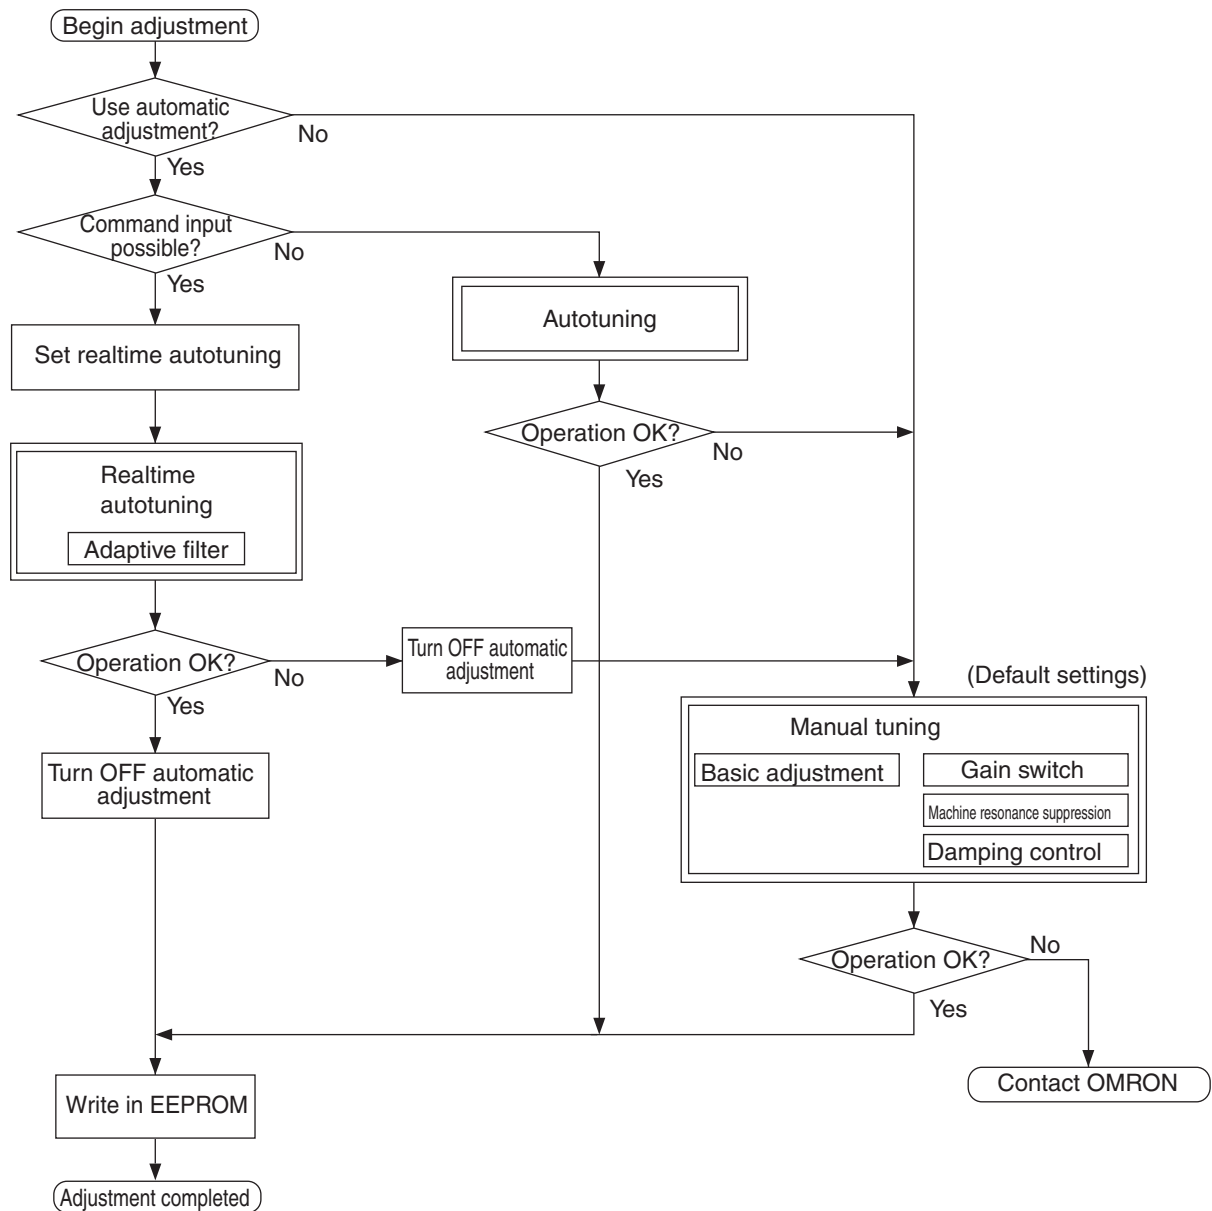 Begin adjustment
Use automatic
adjustment?
No
Yes
Command input
possible?
No
Yes
Set realtime autotuning
Autotuning
Operation OK?
No
Yes
Realtime
autotuning
Adaptive filter
Operation OK?
No
Yes
Turn OFF automatic
adjustment
Turn OFF automatic
adjustment
(Default settings)
Manual tuning
Basic adjustment
Gain switch
Machine resonance suppression
Damping control
Operation OK?
No
Yes
Contact OMRON
Write in EEPROM
Adjustment completed